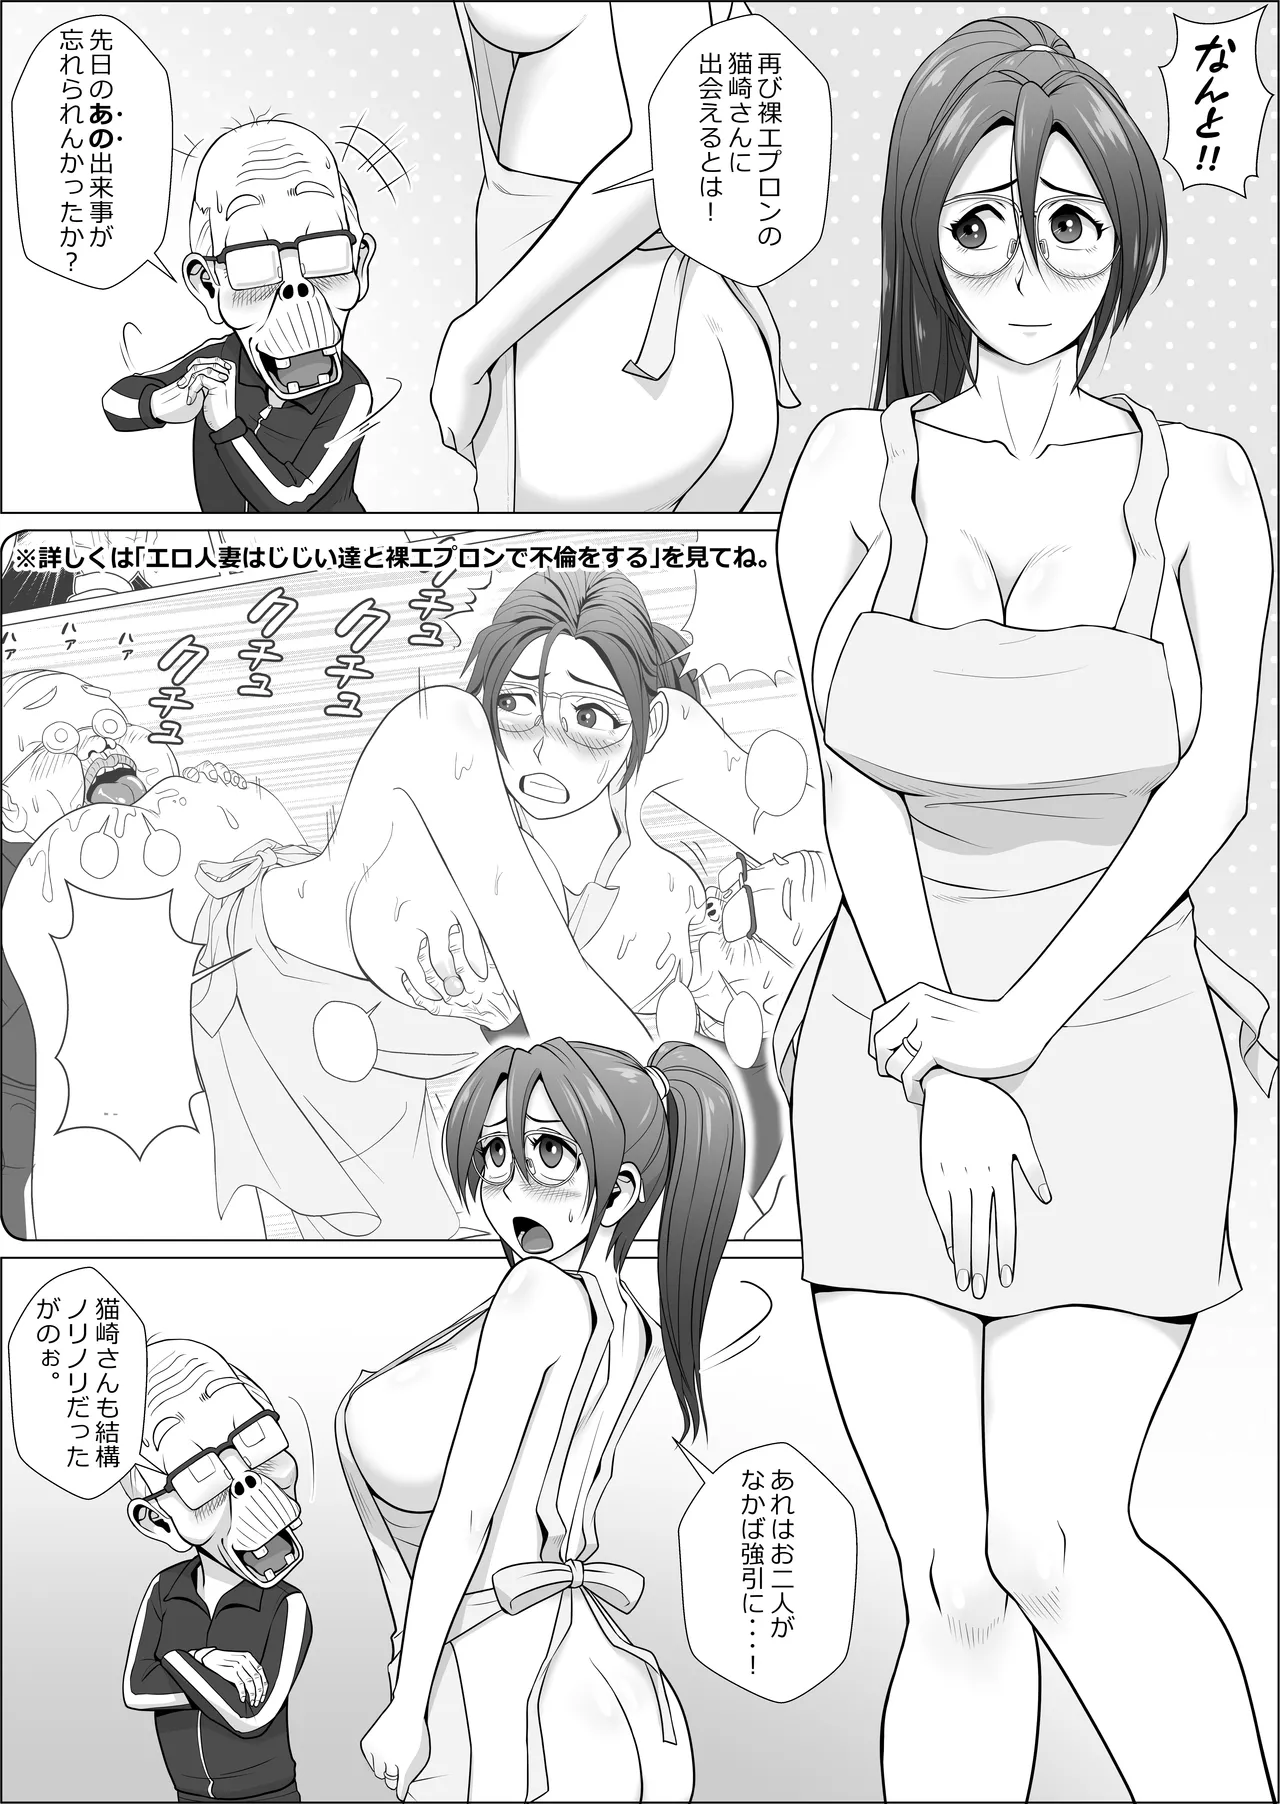 なんと!!
再び裸エプロンの
猫崎さんに
出会えるとは!
先日のあの出来事が
忘れられんかったか?
※詳しくは「エロ人妻はじじい達と裸エプロンで不倫をする」を見てね。
クチュ
クチュ
クチュ
クチュ
ハァ
ハァ
ハァ
あれはお二人が
なかば強引に・・・・!
猫崎さんも結構
ノリノリだった
がのぉ。